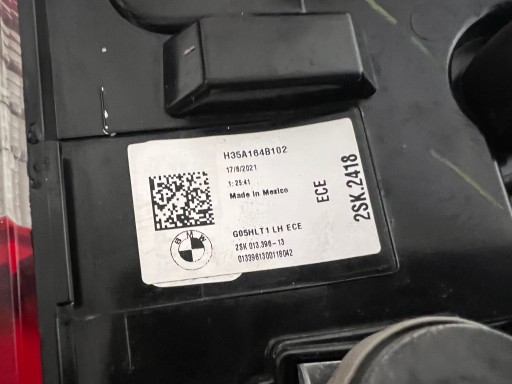 H35A164B102
17/6/2021
1:25:41
Made in Mexico
ECE
2SK.2418
BMW
G05HLT1 LH ECE
2SK 013.398-13
0133981300118042